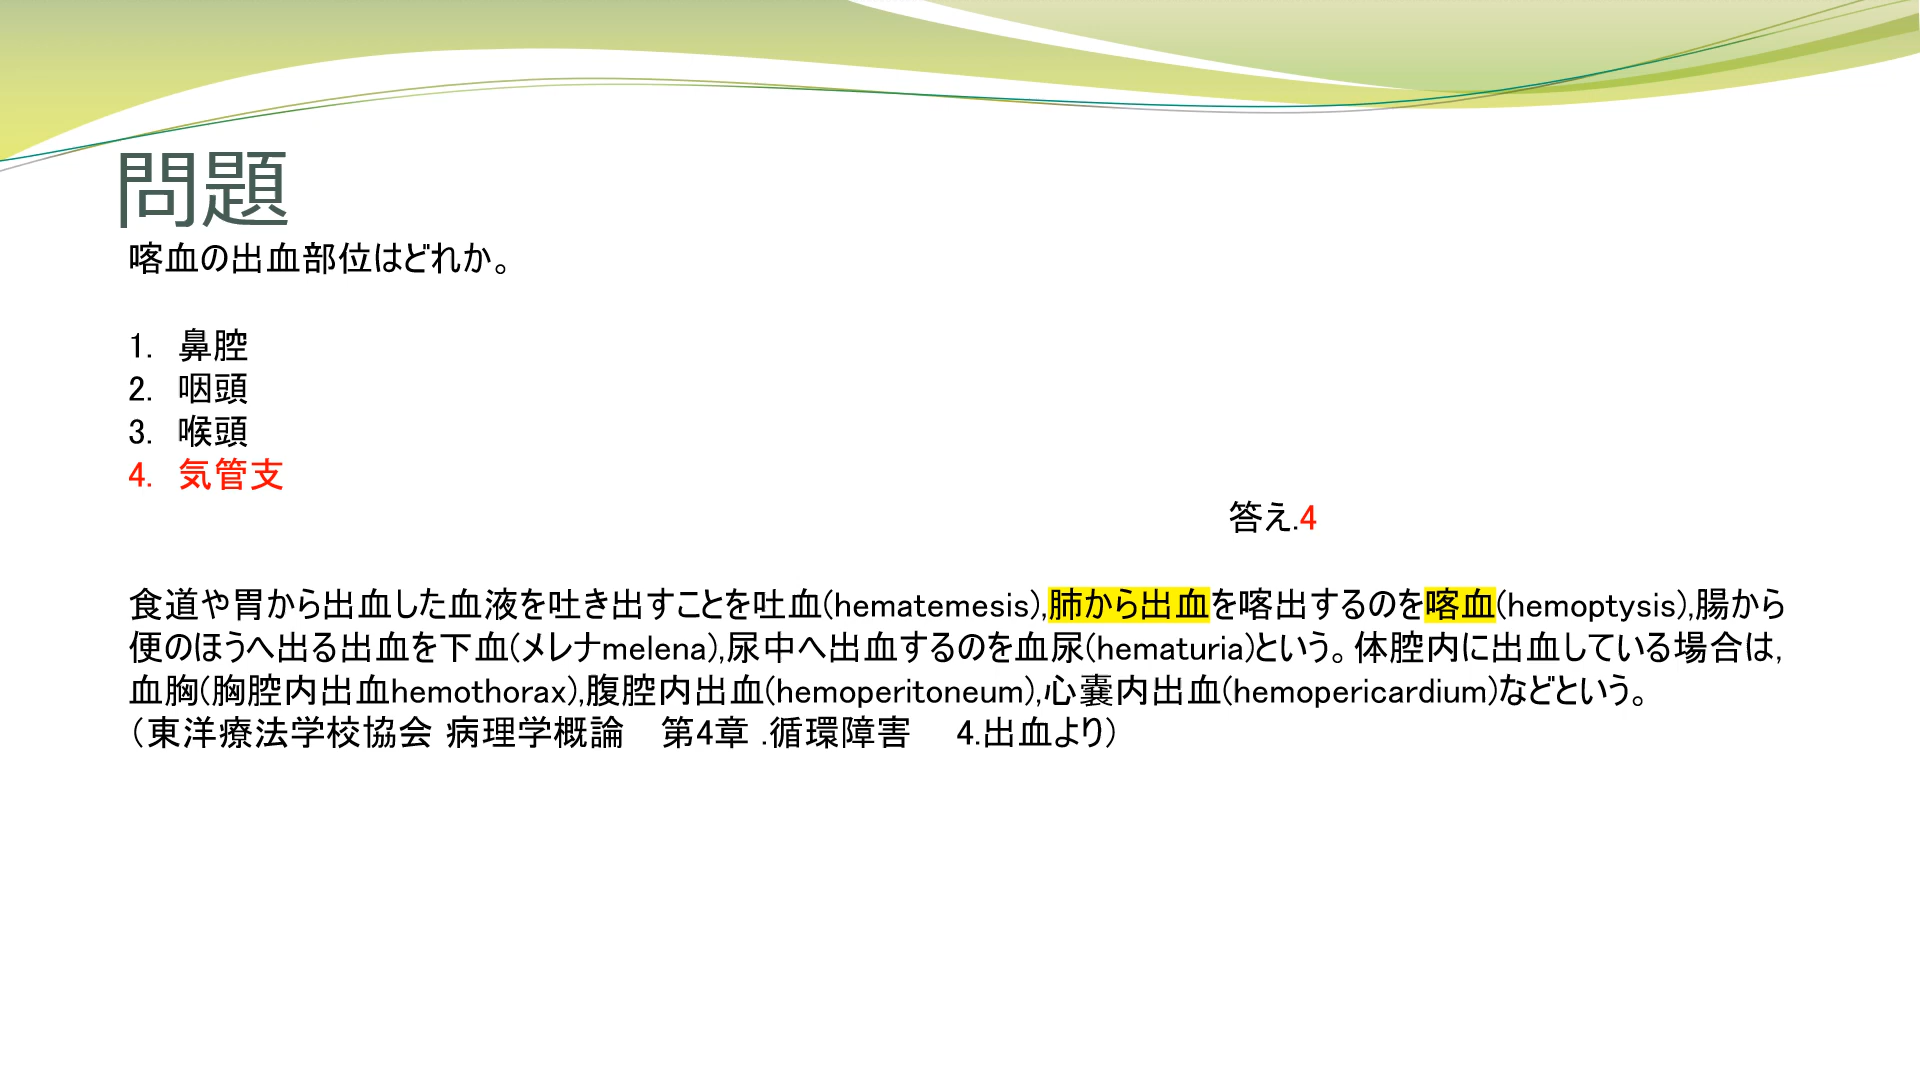 問題
喀血の出血部位はどれか。
1. 鼻腔
2. 咽頭
3. 喉頭
4. 気管支
答え.4
食道や胃から出血した血液を吐き出すことを吐血(hematemesis),肺から出血を喀出するのを喀血(hemoptysis),腸から
便のほうへ出る出血を下血(メレナmelena),尿中へ出血するのを血尿(hematuria)という。体腔内に出血している場合は,
血胸(胸腔内出血hemothorax),腹腔内出血(hemoperitoneum),心嚢内出血(hemopericardium)などという。
（東洋療法学校協会 病理学概論　第4章 .循環障害　4.出血より）